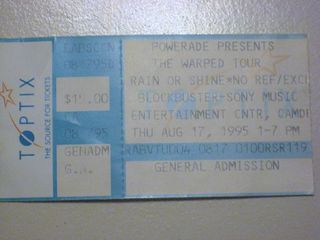 TOPTIX
THE SOURCE FOR TICKETS
GENADM
POWERADE PRESENTS
THE WARPED TOUR
RAIN OR SHINE*NO REF/EXC
BLOCKBUSTER-SONY MUSIC
ENTERTAINMENT CNTR, CAMD
THU AUG 17, 1995 1-7 PM
0817
GENERAL ADMISSION